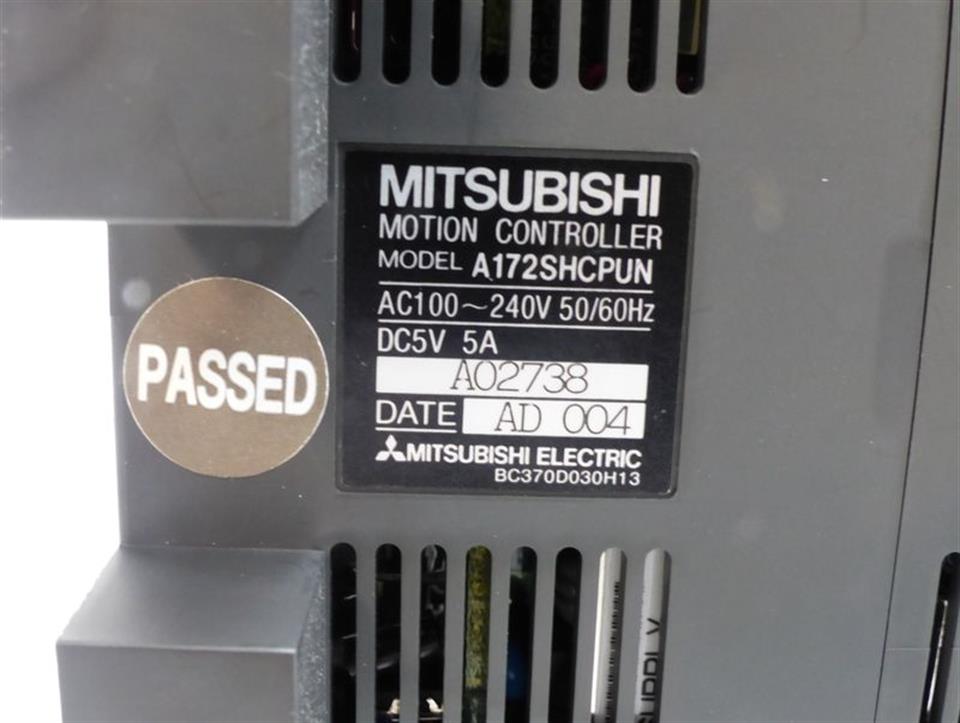 MITSUBISHI
MOTION CONTROLLER
MODEL A172SHCPUN
AC100~240V 50/60Hz
DC5V 5A
A02738
DATE AD 004
MITSUBISHI ELECTRIC
BC370D030H13
PASSED
SUPPLY